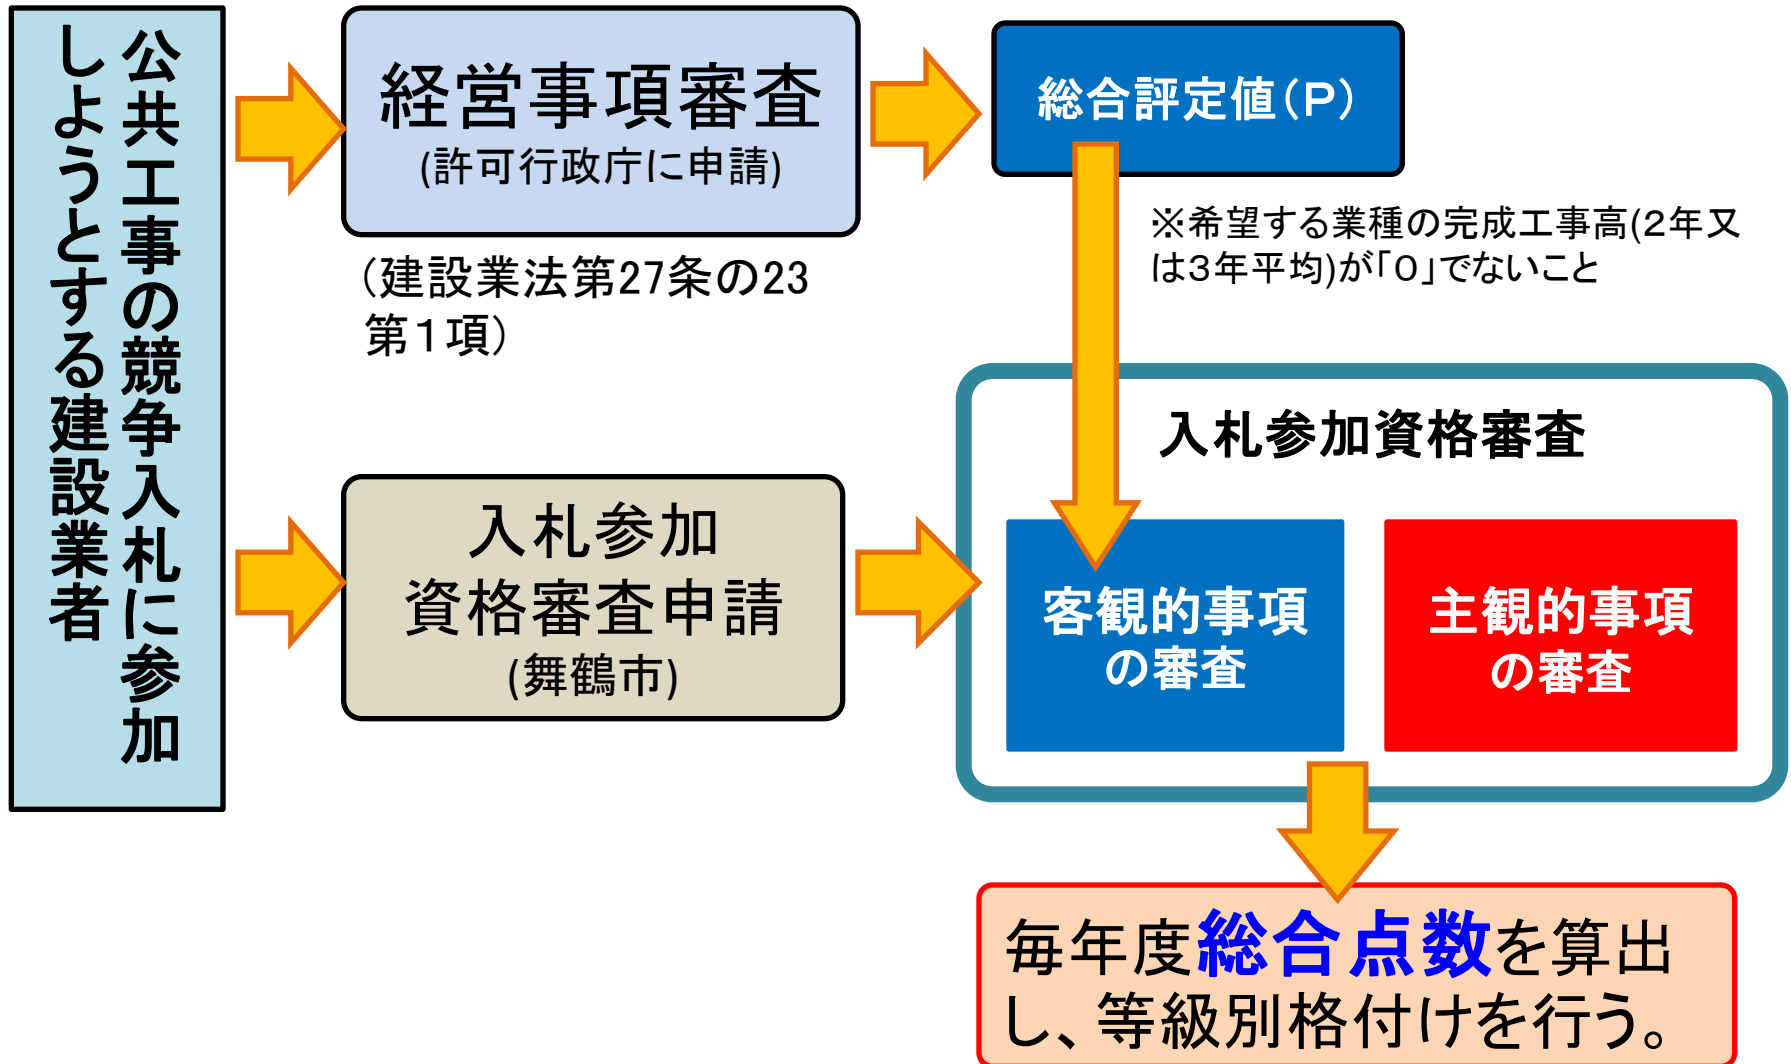 公共工事の競争入札に参加
しようとする建設業者
経営事項審査
(許可行政庁に申請)
(建設業法第27条の23
第１項)
総合評定値(Ｐ)
※希望する業種の完成工事高(２年又
は３年平均)が「０」でないこと
入札参加
資格審査申請
(舞鶴市)
入札参加資格審査
客観的事項
の審査
主観的事項
の審査
毎年度総合点数を算出
し、等級別格付けを行う。